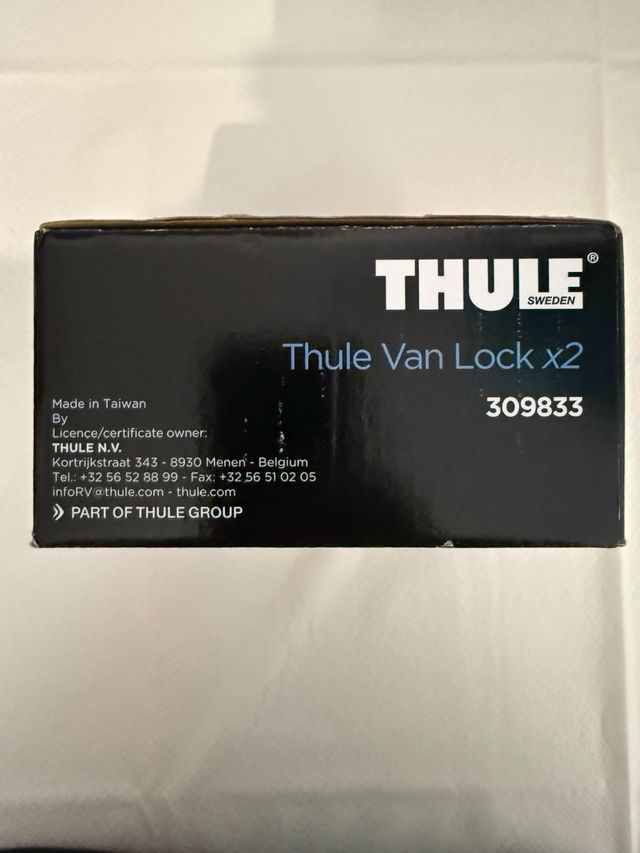 THULE®
SWEDEN
Thule Van Lock x2
309833
Made in Taiwan
By
Licence/certificate owner:
THULE N.V.
Kortrijkstraat 343 - 8930 Menen - Belgium
Tel.: +32 56 52 88 99 - Fax: +32 56 51 02 05
infoRV@thule.com - thule.com
PART OF THULE GROUP